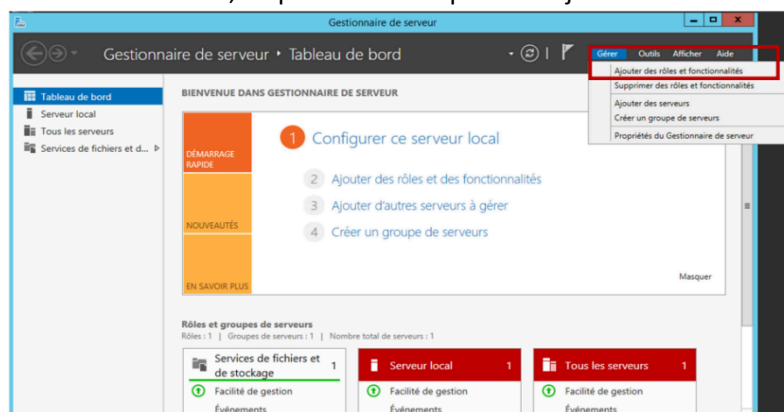 Gestionnaire de serveur
Gestionnaire de serveur ‣ Tableau de bord
Gérer Outils Afficher Aide
Ajouter des rôles et fonctionnalités
Supprimer des rôles et fonctionnalités
Ajouter des serveurs
Créer un groupe de serveurs
Propriétés du Gestionnaire de serveur
Tableau de bord
Serveur local
Tous les serveurs
Services de fichiers et d...
BIENVENUE DANS GESTIONNAIRE DE SERVEUR
DÉMARRAGE
RAPIDE
NOUVEAUTÉS
EN SAVOIR PLUS
1 Configurer ce serveur local
2 Ajouter des rôles et des fonctionnalités
3 Ajouter d'autres serveurs à gérer
4 Créer un groupe de serveurs
Masquer
Rôles et groupes de serveurs
Rôles : 1 | Groupes de serveurs : 1 | Nombre total de serveurs : 1
Services de fichiers et
de stockage
1
Facilité de gestion
Événements
Serveur local 1
Facilité de gestion
Événements
Tous les serveurs 1
Facilité de gestion
Événements